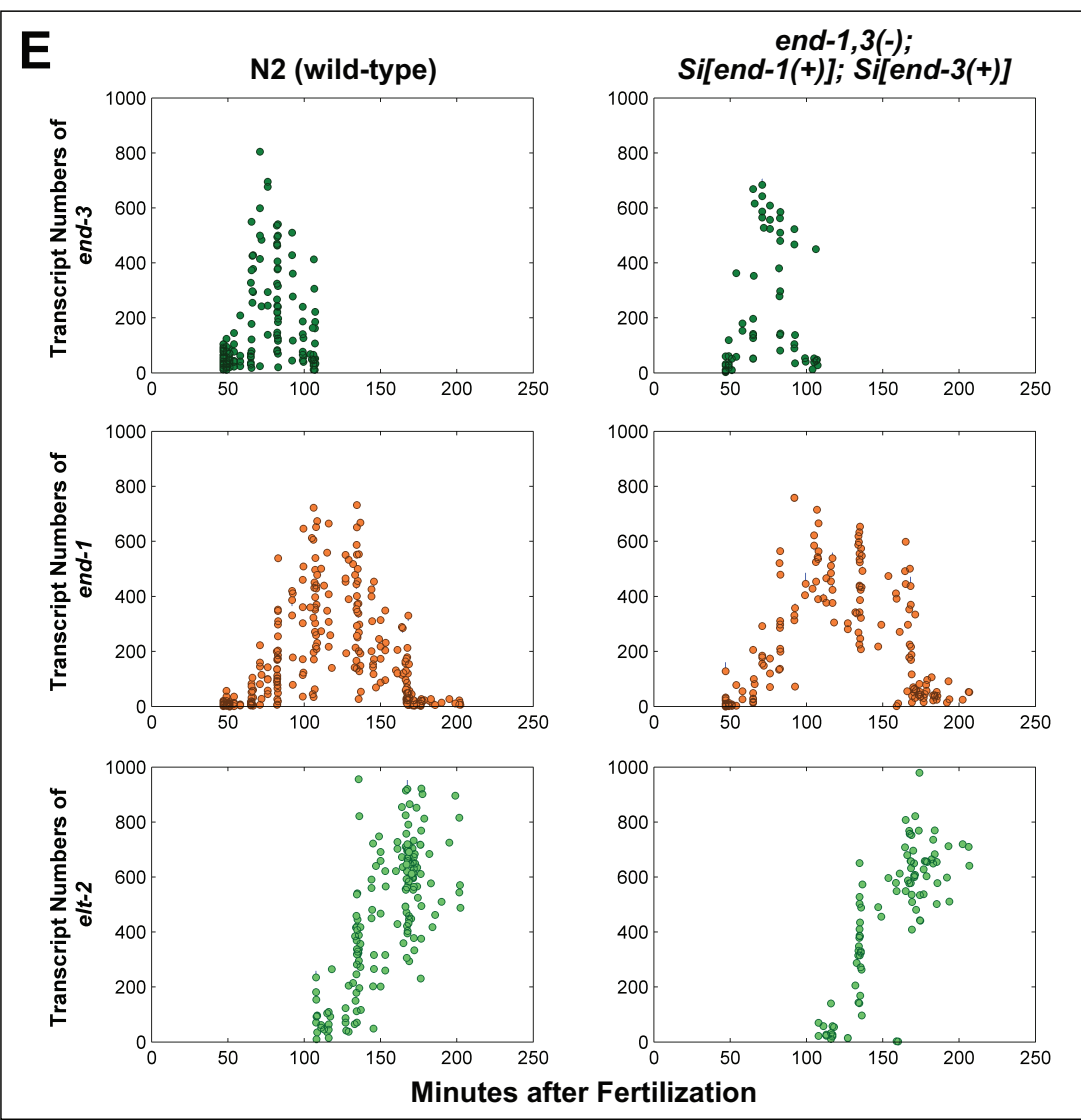 E
N2 (wild-type)
end-1,3(-);
Si[end-1(+)]; Si[end-3(+)]
Transcript Numbers of
end-3
1000
800
600
400
200
0
0 50 100 150 200 250
1000
800
600
400
200
0
0 50 100 150 200 250
Transcript Numbers of
end-1
1000
800
600
400
200
0
0 50 100 150 200 250
1000
800
600
400
200
0
0 50 100 150 200 250
Transcript Numbers of
elt-2
1000
800
600
400
200
0
0 50 100 150 200 250
1000
800
600
400
200
0
0 50 100 150 200 250
Minutes after Fertilization